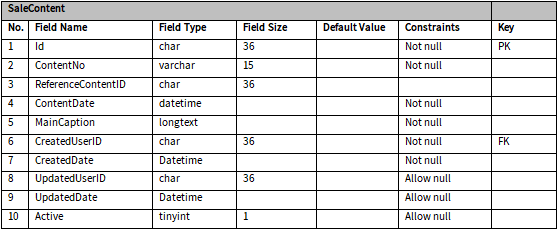 SaleContent
No. Field Name Field Type Field Size Default Value Constraints Key
1 Id char 36 Not null PK
2 ContentNo varchar 15 Not null
3 ReferenceContentID char 36
4 ContentDate datetime Not null
5 MainCaption longtext Not null
6 CreatedUserID char 36 Not null FK
7 CreatedDate Datetime Not null
8 UpdatedUserID char 36 Allow null
9 UpdatedDate Datetime Allow null
10 Active tinyint 1 Allow null